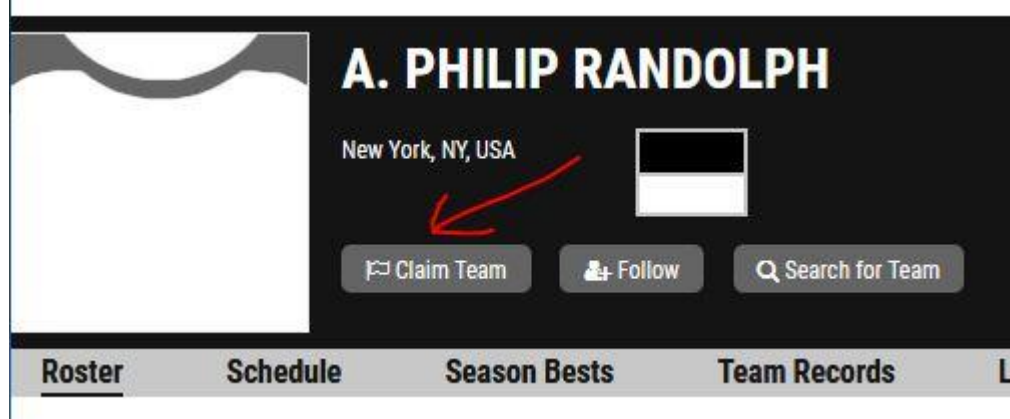 A. PHILIP RANDOLPH
New York, NY, USA
Claim Team Follow Search for Team
Roster Schedule Season Bests Team Records